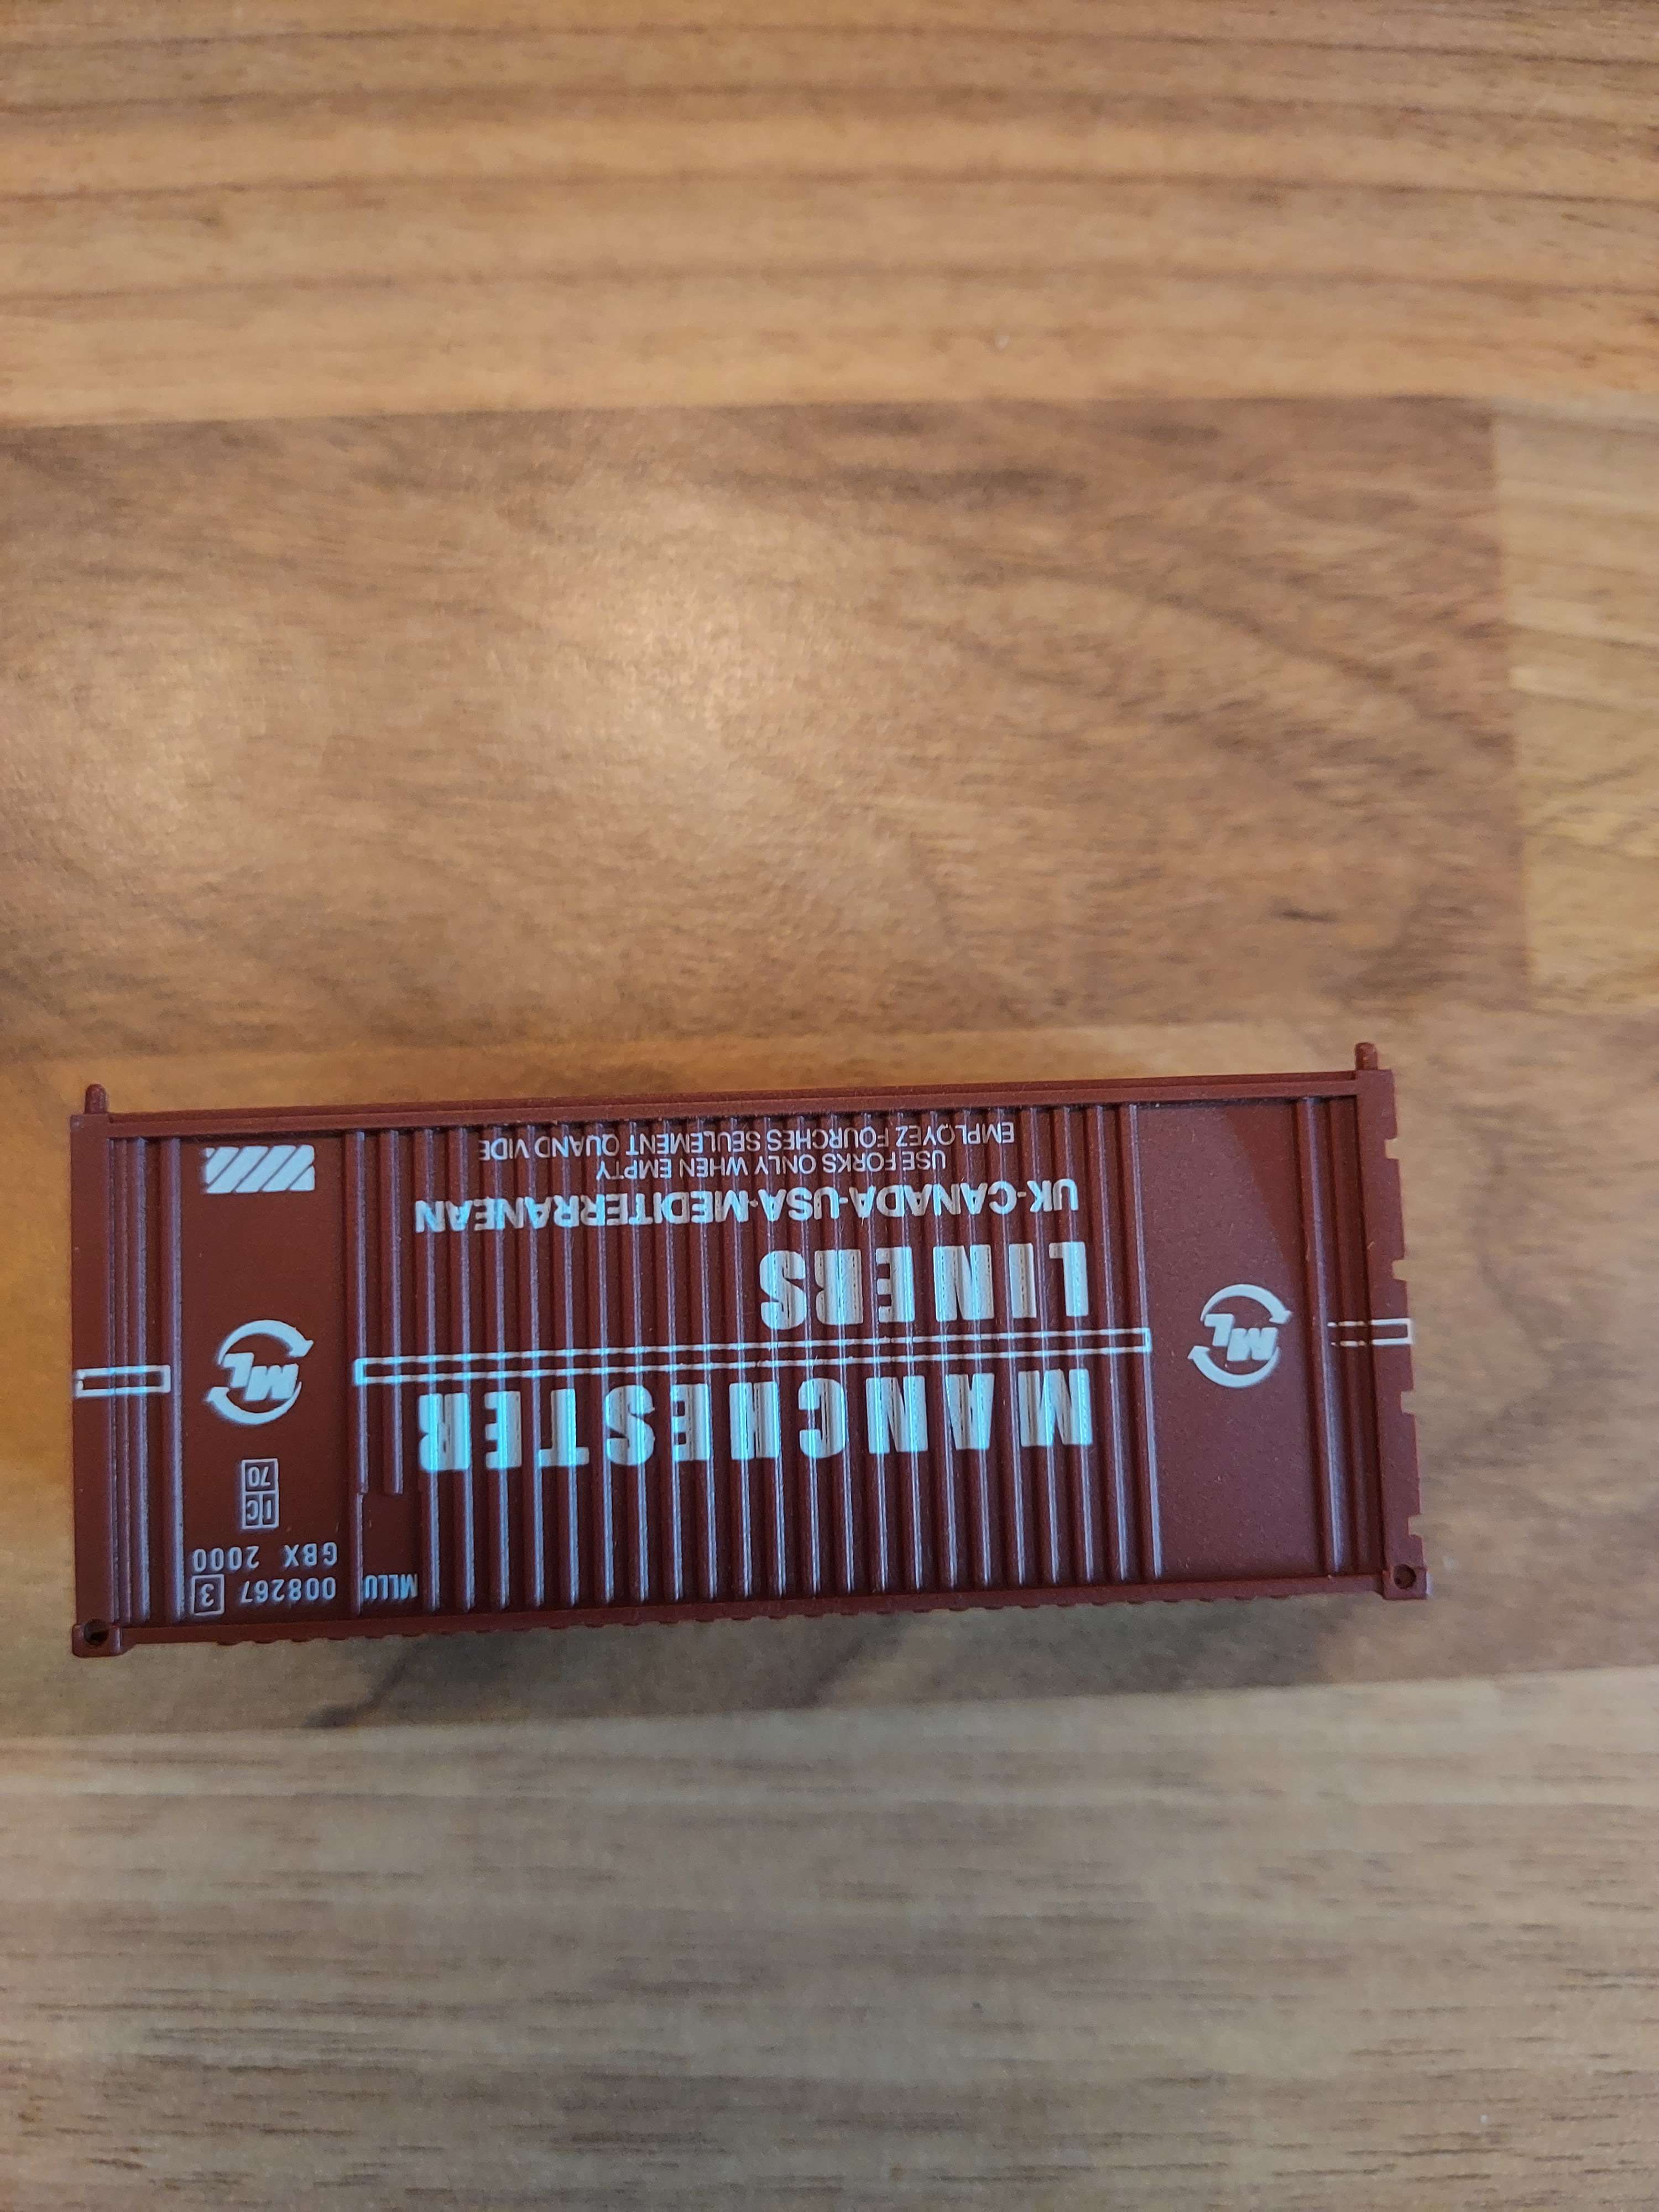 MLLU 008267 3
GBX 2000
1C
70
MANCHESTER
ML
ML
LINERS
UK-CANADA-USA-MEDITERRANEAN
USE FORKS ONLY WHEN EMPTY
EMPLOYEZ FOURCHES SEULEMENT QUAND VIDE